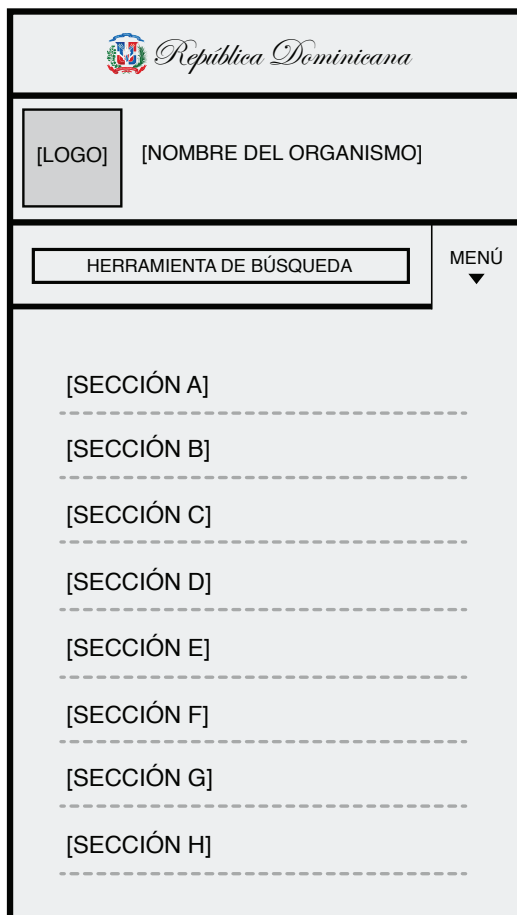 República Dominicana
[LOGO]
[NOMBRE DEL ORGANISMO]
HERRAMIENTA DE BÚSQUEDA
MENÚ
[SECCIÓN A]
[SECCIÓN B]
[SECCIÓN C]
[SECCIÓN D]
[SECCIÓN E]
[SECCIÓN F]
[SECCIÓN G]
[SECCIÓN H]